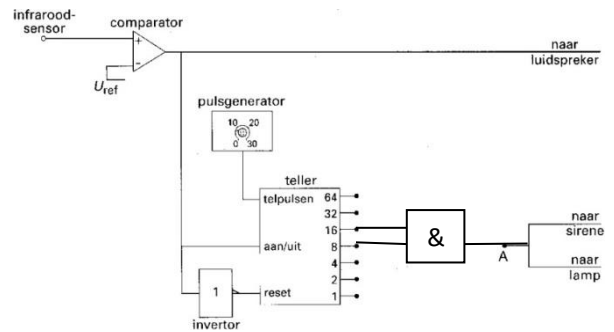 infrarood-
sensor
comparator
+
−
U ref
naar
luidspreker
pulsgenerator
10 20
0 30
teller
telpulsen
aan/uit
reset
64
32
16
8
4
2
1
&
A
naar
sirene
naar
lamp
1
invertor